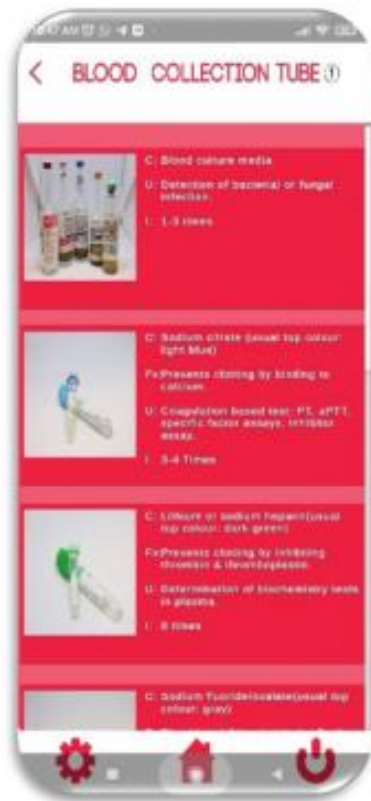 BLOOD COLLECTION TUBE ①
C: Blood culture media
U: Detection of bacterial or fungal
infection.
I: 1-3 times
C: Sodium citrate (usual top colour:
light blue)
Fx:Prevents clotting by binding to
calcium.
U: Coagulation based test: PT, aPTT,
specific factor assays, inhibitor
assay.
I: 3-4 Times
C: Lithium or sodium heparin(usual
top colour: dark green)
Fx:Prevents clotting by inhibiting
thrombin & thromboplastin.
U: Determination of biochemistry tests
in plasma.
I: 8 times
C: Sodium fluoride/oxalate(usual top
colour: gray)